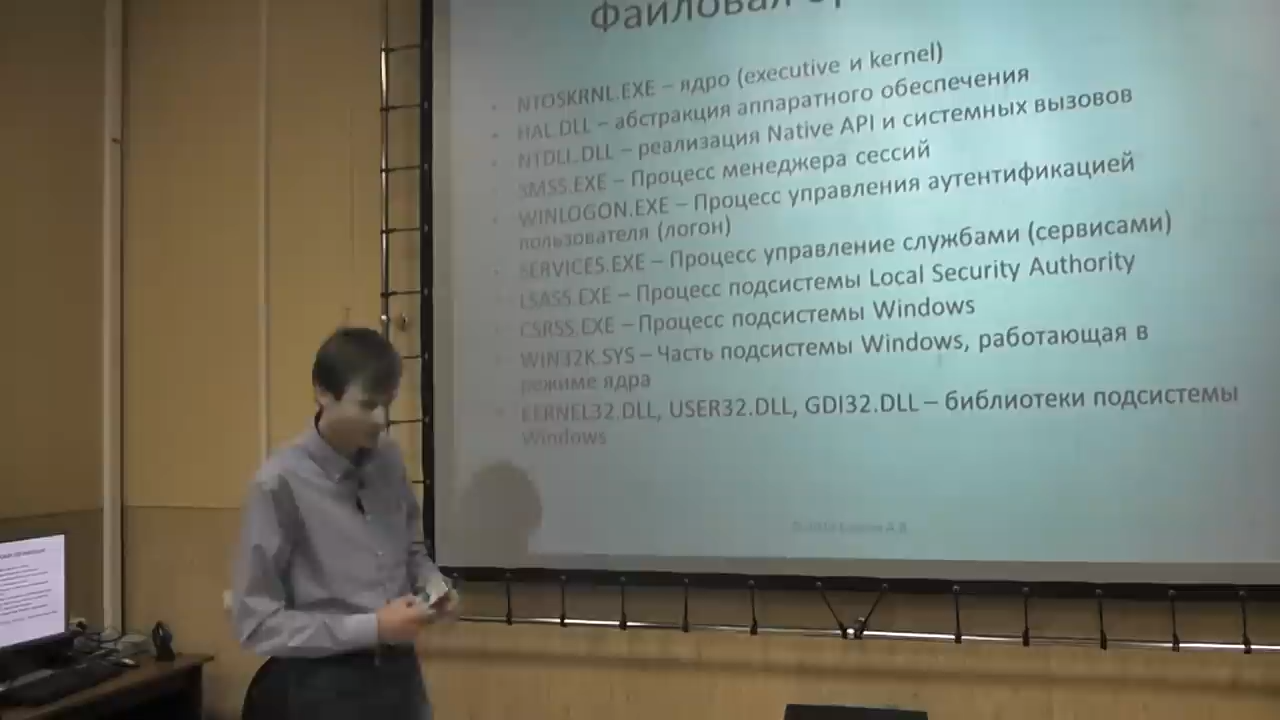 Файловая
NTOSKRNL.EXE – ядро (executive и kernel)
HAL.DLL – абстракция аппаратного обеспечения
NTDLL.DLL – реализация Native API и системных вызовов
SMSS.EXE – Процесс менеджера сессий
WINLOGON.EXE – Процесс управления аутентификацией
пользователя (логон)
SERVICES.EXE – Процесс управление службами (сервисами)
LSASS.EXE – Процесс подсистемы Local Security Authority
CSRSS.EXE – Процесс подсистемы Windows
WIN32K.SYS – Часть подсистемы Windows, работающая в
режиме ядра
KERNEL32.DLL, USER32.DLL, GDI32.DLL – библиотеки подсистемы
Windows